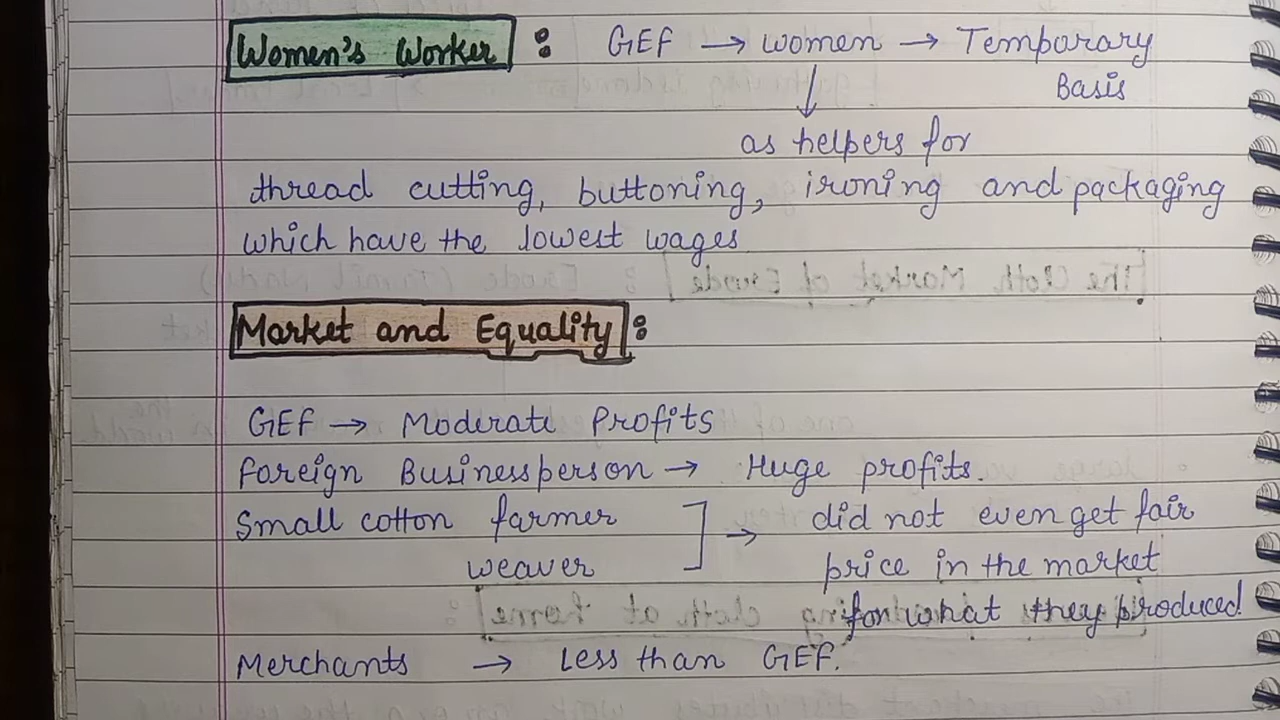 Women's Worker : GEF → women → Temporary
Basis
↓
as helpers for
thread cutting, buttoning, ironing and packaging
which have the lowest wages
Market and Equality :
GEF → Moderate Profits
Foreign Businessperson → Huge profits.
Small cotton farmer ] → did not even get fair
weaver price in the market
for what they produced
Merchants → Less than GEF.